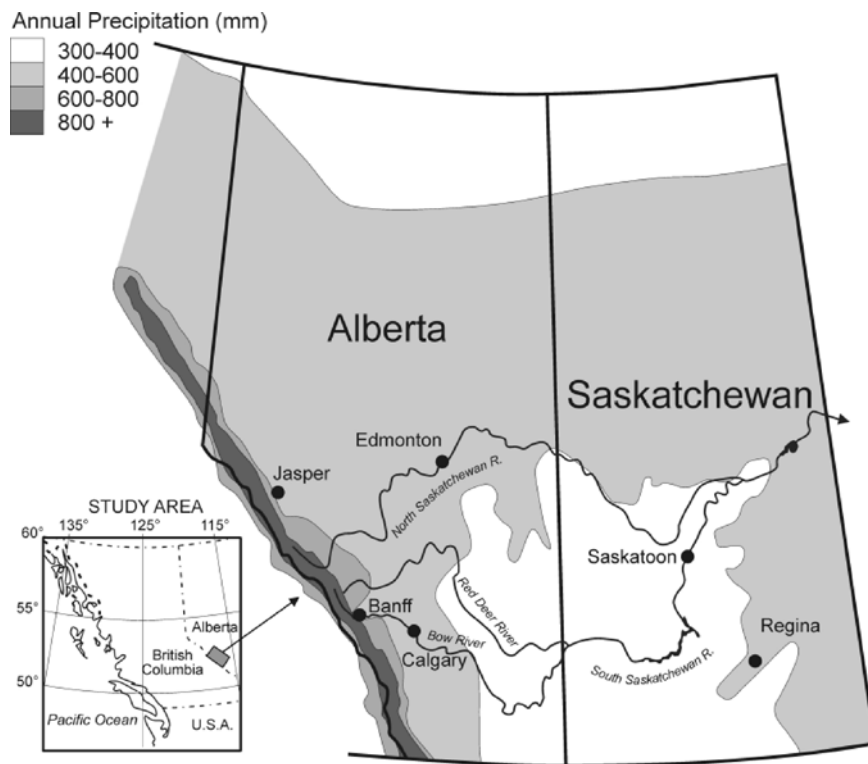 Annual Precipitation (mm)
300-400
400-600
600-800
800 +
Alberta
Saskatchewan
Edmonton
Jasper
North Saskatchewan R.
Saskatoon
Red Deer River
Banff
Bow River
Calgary
South Saskatchewan R.
Regina
STUDY AREA
135° 125° 115°
60°
55°
50°
Alberta
British
Columbia
Pacific Ocean
U.S.A.